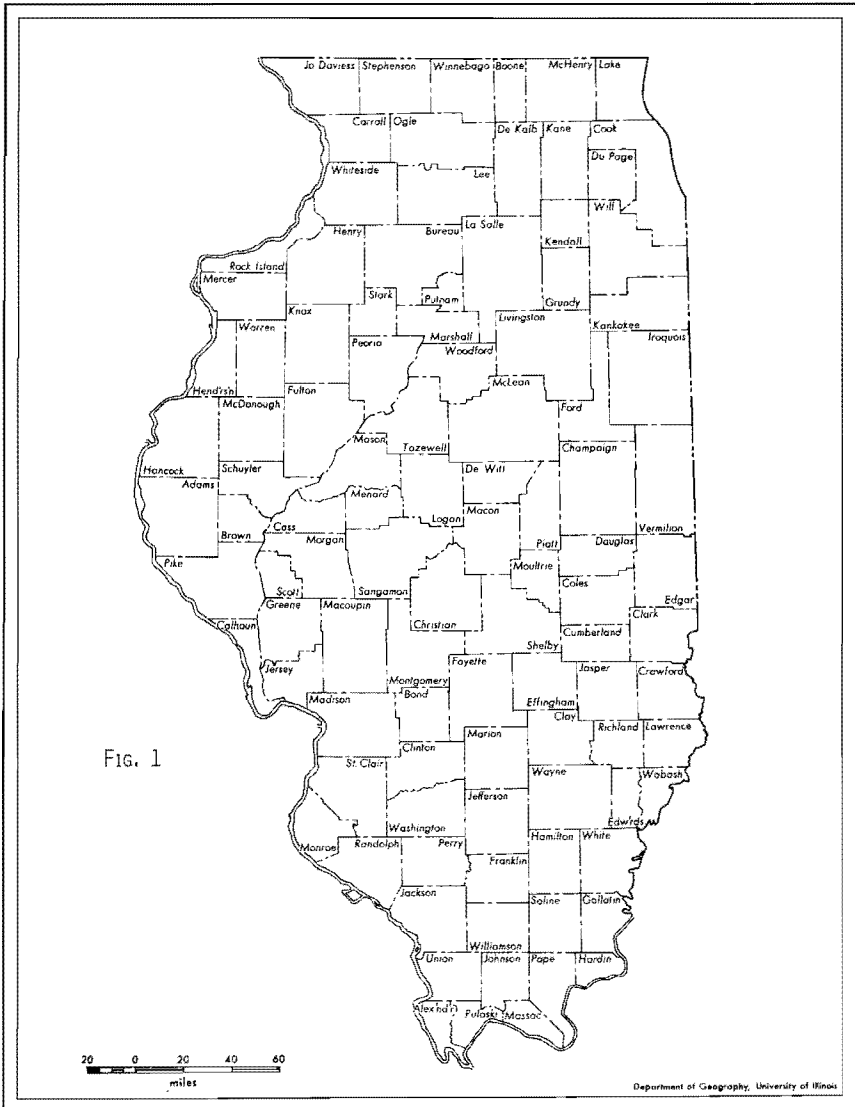 Jo Daviess Stephenson Winnebago Boone McHenry Lake
Carroll Ogle De Kalb Kane Cook
Du Page
Whiteside Lee
Will
Henry Bureau La Salle
Kendall
Rock Island
Mercer
Stark Putnam Grundy
Knox Livingston
Warren Kankakee
Peoria Marshall Iroquois
Woodford
McLean
Hend'rs'n Fulton
McDonough Ford
Mason
Tazewell Champaign
Hancock Schuyler De Witt
Adams
Menard Macon
Logan
Cass Vermilion
Brown Morgan Douglas
Piatt
Pike Moultrie
Coles
Scott Sangamon
Greene Macoupin Edgar
Clark
Calhoun Christian Cumberland
Shelby
Fayette
Jersey Jasper Crawford
Montgomery
Madison Bond Effingham
Clay
Richland Lawrence
Marion
Clinton
FIG. 1
St. Clair Wayne Wabash
Jefferson
Edw'rds
Washington Hamilton White
Monroe Randolph Perry
Franklin
Jackson
Saline Gallatin
Williamson
Union Johnson Pope Hardin
Alex'nd'r
Pulaski Massac
20 0 20 40 60
miles
Department of Geography, University of Illinois